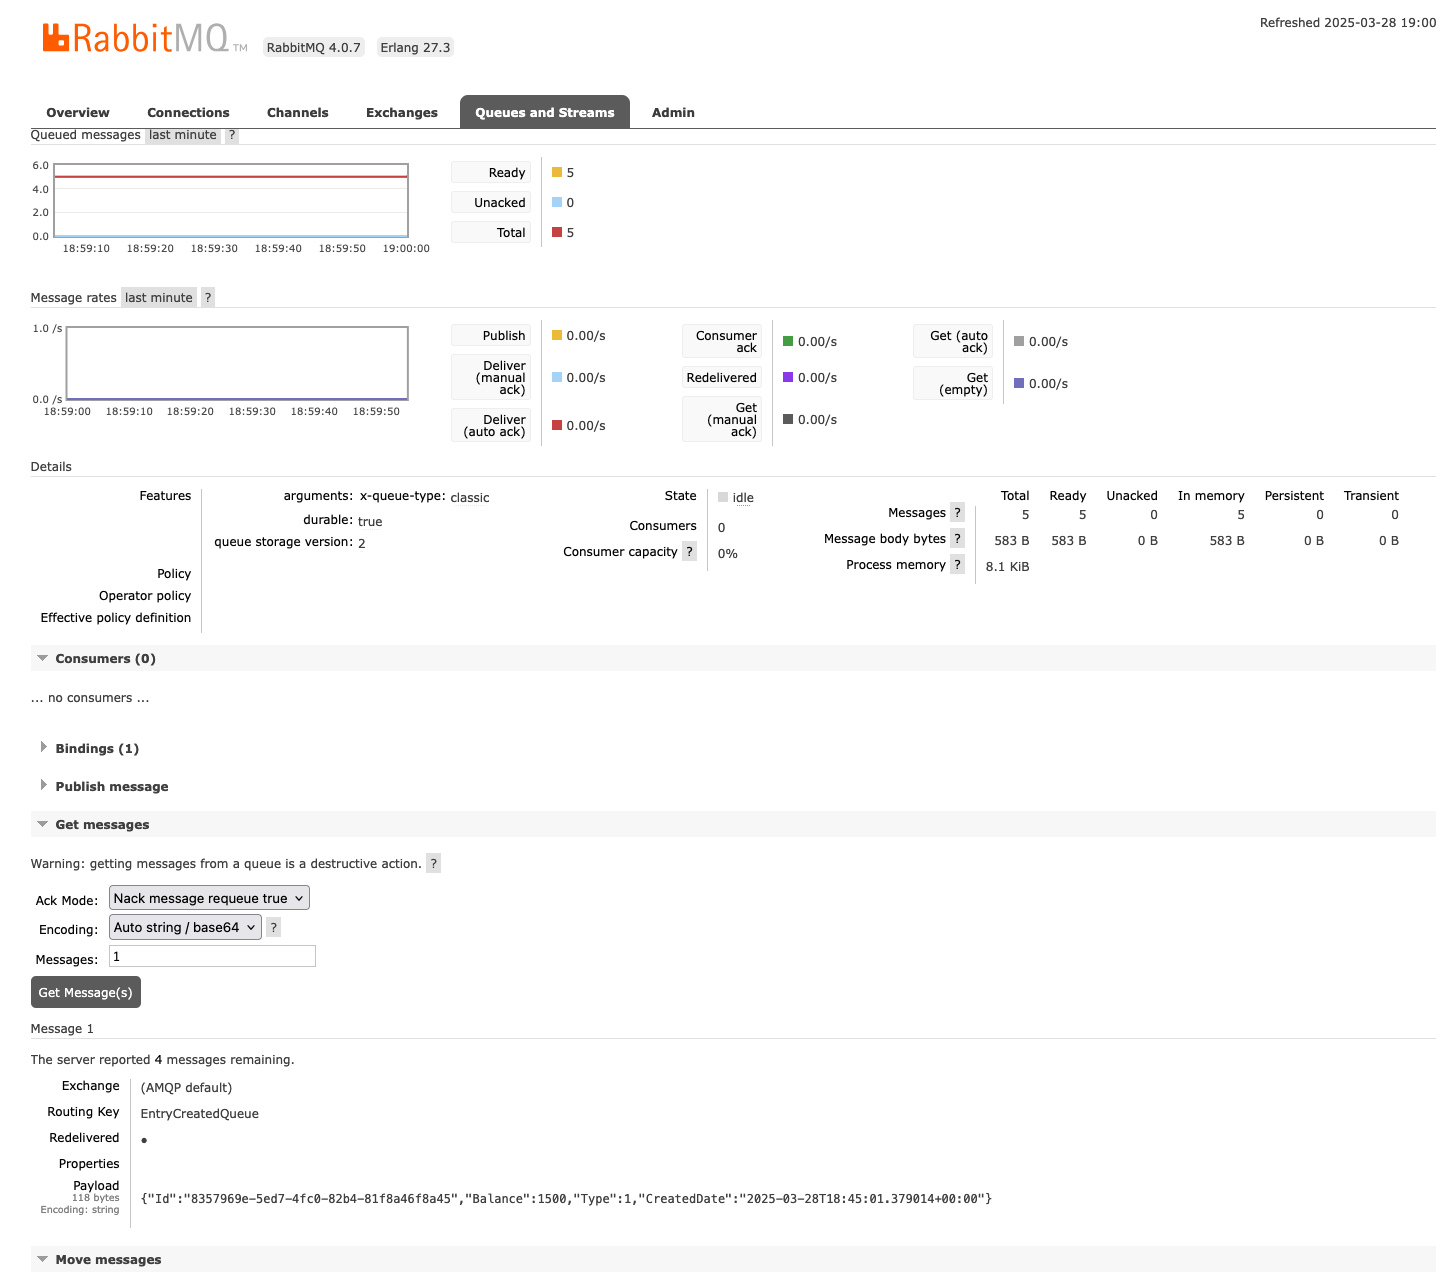 RabbitMQ TM RabbitMQ 4.0.7 Erlang 27.3
Refreshed 2025-03-28 19:00
Overview Connections Channels Exchanges Queues and Streams Admin
Queued messages last minute ?
6.0
4.0
2.0
0.0
18:59:10 18:59:20 18:59:30 18:59:40 18:59:50 19:00:00
Ready 5
Unacked 0
Total 5
Message rates last minute ?
1.0 /s
0.0 /s
18:59:00 18:59:10 18:59:20 18:59:30 18:59:40 18:59:50
Publish 0.00/s
Deliver
(manual
ack)
0.00/s
Deliver
(auto ack)
0.00/s
Consumer
ack
0.00/s
Redelivered 0.00/s
Get
(manual
ack)
0.00/s
Get (auto
ack)
0.00/s
Get
(empty)
0.00/s
Details
Features
arguments: x-queue-type: classic
durable: true
queue storage version: 2
Policy
Operator policy
Effective policy definition
State idle
Consumers 0
Consumer capacity ? 0%
Total Ready Unacked In memory Persistent Transient
Messages ? 5 5 0 5 0 0
Message body bytes ? 583 B 583 B 0 B 583 B 0 B 0 B
Process memory ? 8.1 KiB
Consumers (0)
... no consumers ...
Bindings (1)
Publish message
Get messages
Warning: getting messages from a queue is a destructive action. ?
Ack Mode: Nack message requeue true
Encoding: Auto string / base64 ?
Messages: 1
Get Message(s)
Message 1
The server reported 4 messages remaining.
Exchange (AMQP default)
Routing Key EntryCreatedQueue
Redelivered ●
Properties
Payload
118 bytes
Encoding: string
{"Id":"8357969e-5ed7-4fc0-82b4-81f8a46f8a45","Balance":1500,"Type":1,"CreatedDate":"2025-03-28T18:45:01.379014+00:00"}
Move messages